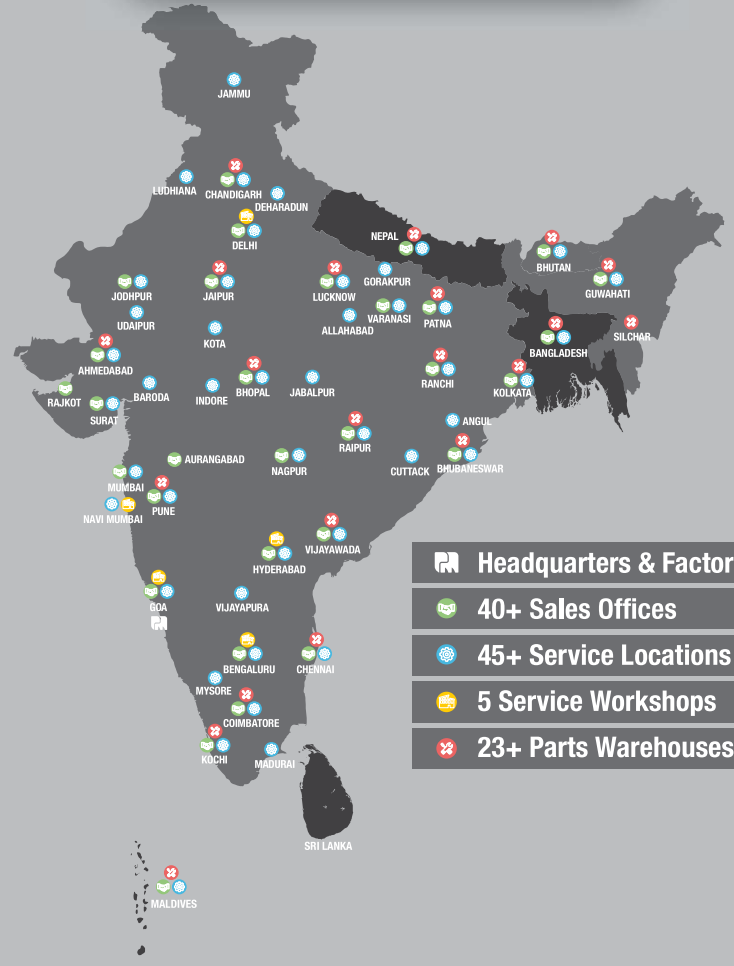 JAMMU
LUDHIANA
CHANDIGARH
DEHARADUN
DELHI
NEPAL
BHUTAN
GORAKPUR
GUWAHATI
JODHPUR
JAIPUR
LUCKNOW
UDAIPUR
ALLAHABAD
VARANASI
PATNA
KOTA
SILCHAR
BANGLADESH
AHMEDABAD
RANCHI
BARODA
INDORE
BHOPAL
JABALPUR
KOLKATA
RAJKOT
SURAT
ANGUL
RAIPUR
AURANGABAD
NAGPUR
CUTTACK
BHUBANESWAR
MUMBAI
PUNE
NAVI MUMBAI
VIJAYAWADA
HYDERABAD
GOA
VIJAYAPURA
BENGALURU
CHENNAI
MYSORE
COIMBATORE
KOCHI
MADURAI
SRI LANKA
MALDIVES
Headquarters & Factor
40+ Sales Offices
45+ Service Locations
5 Service Workshops
23+ Parts Warehouses